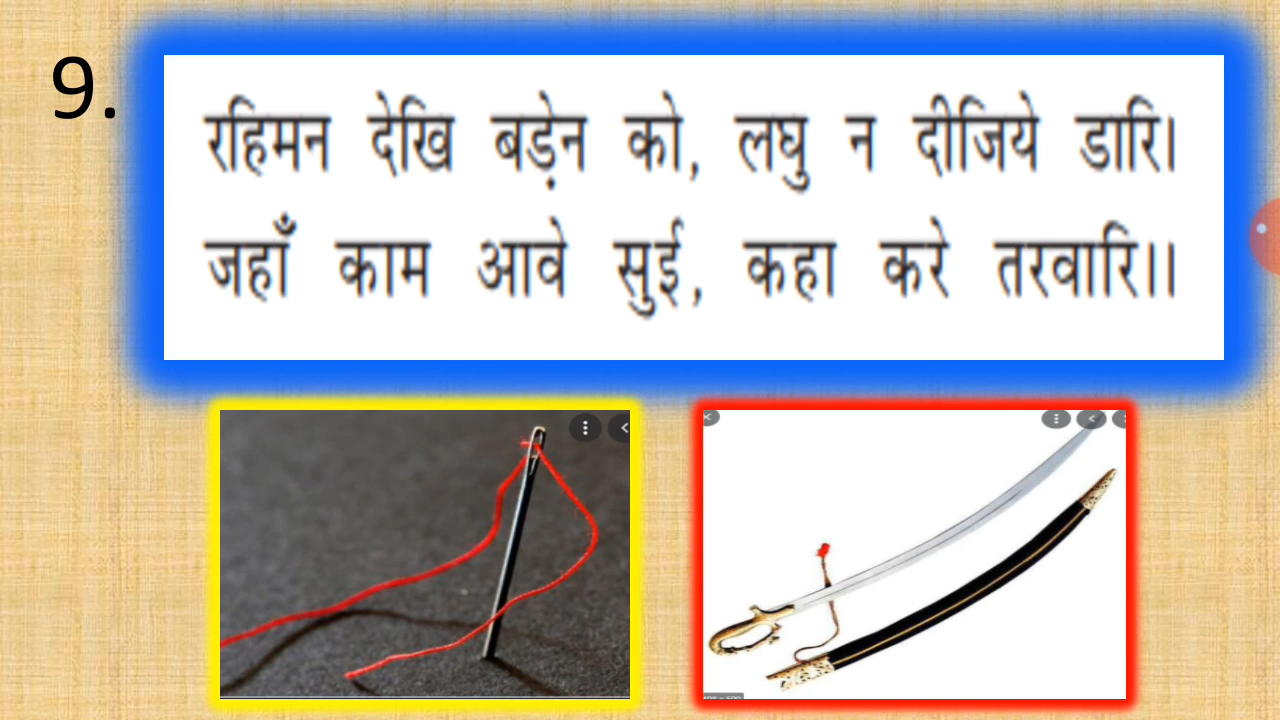 9.
रहिमन देखि बड़ेन को, लघु न दीजिये डारि।
जहाँ काम आवे सुई, कहा करे तरवारि।।